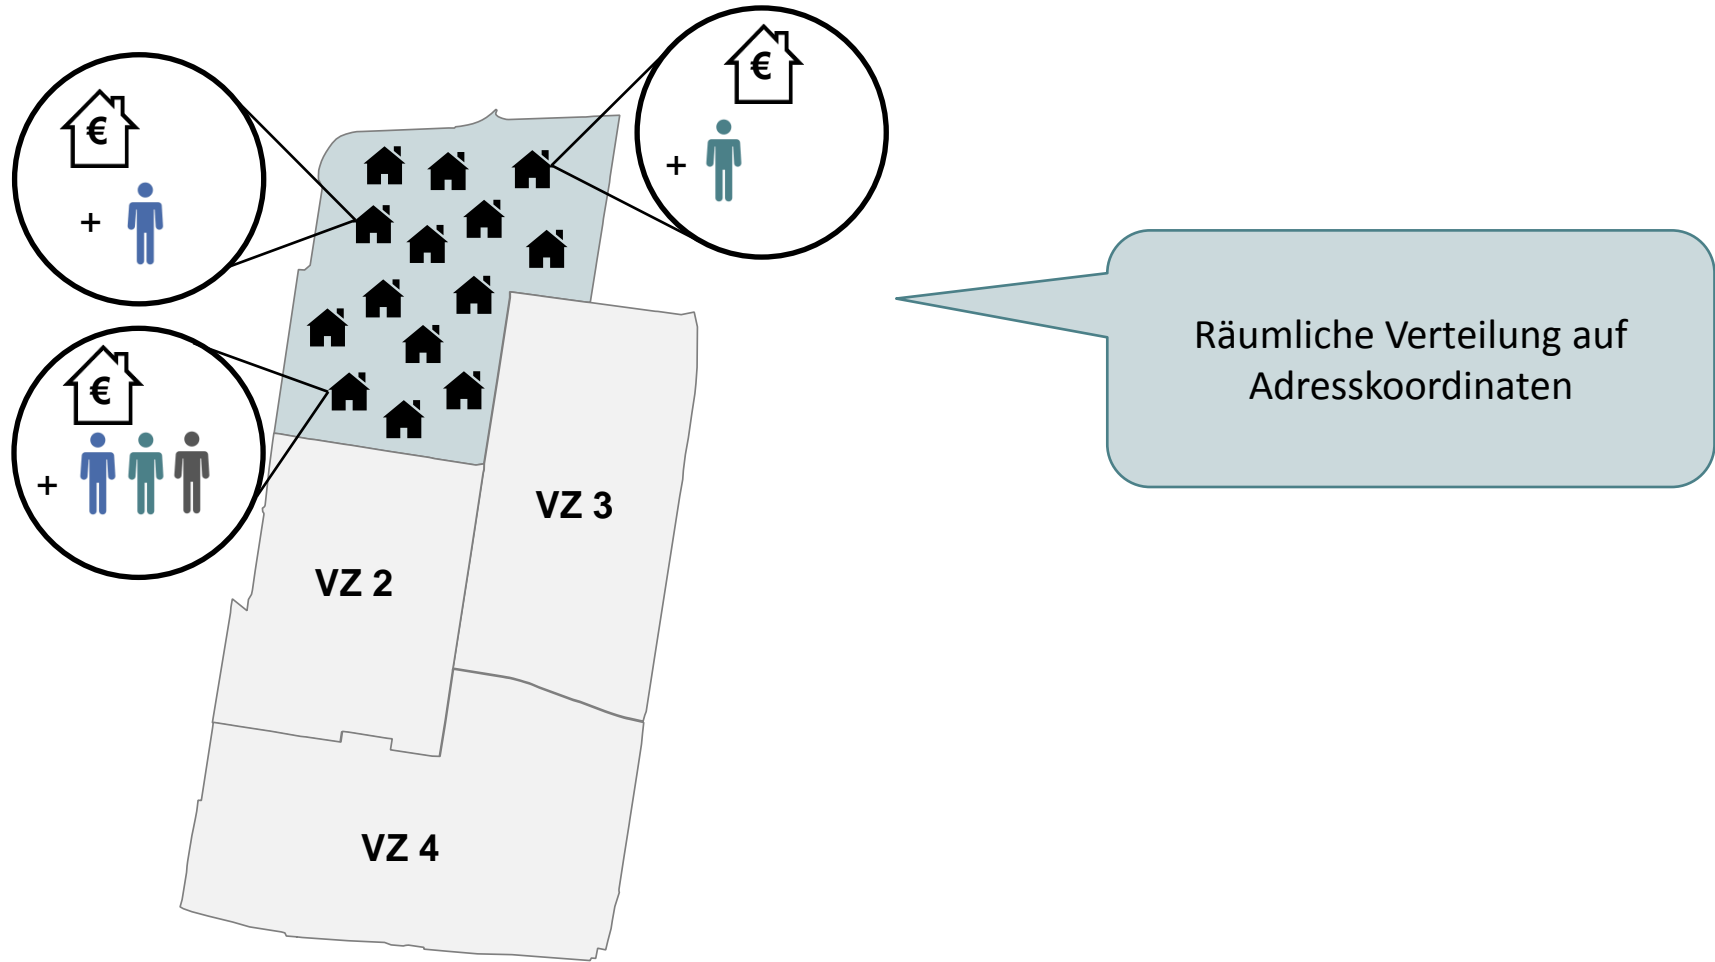 €
€
+
+
Räumliche Verteilung auf
Adresskoordinaten
€
+
VZ 3
VZ 2
VZ 4